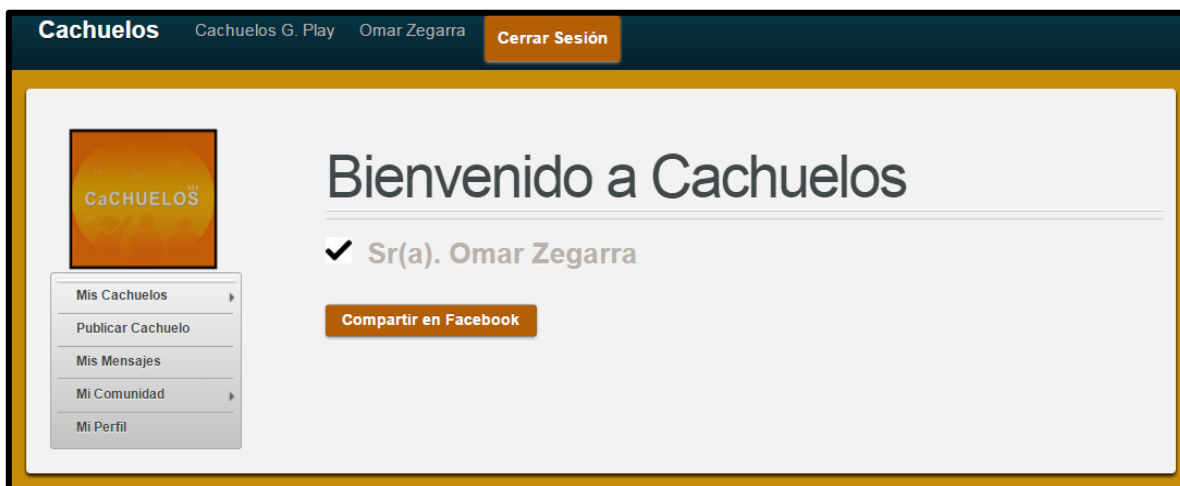 Cachuelos Cachuelos G. Play Omar Zegarra Cerrar Sesión
CaCHUELOS
Bienvenido a Cachuelos
Sr(a). Omar Zegarra
Compartir en Facebook
Mis Cachuelos
Publicar Cachuelo
Mis Mensajes
Mi Comunidad
Mi Perfil